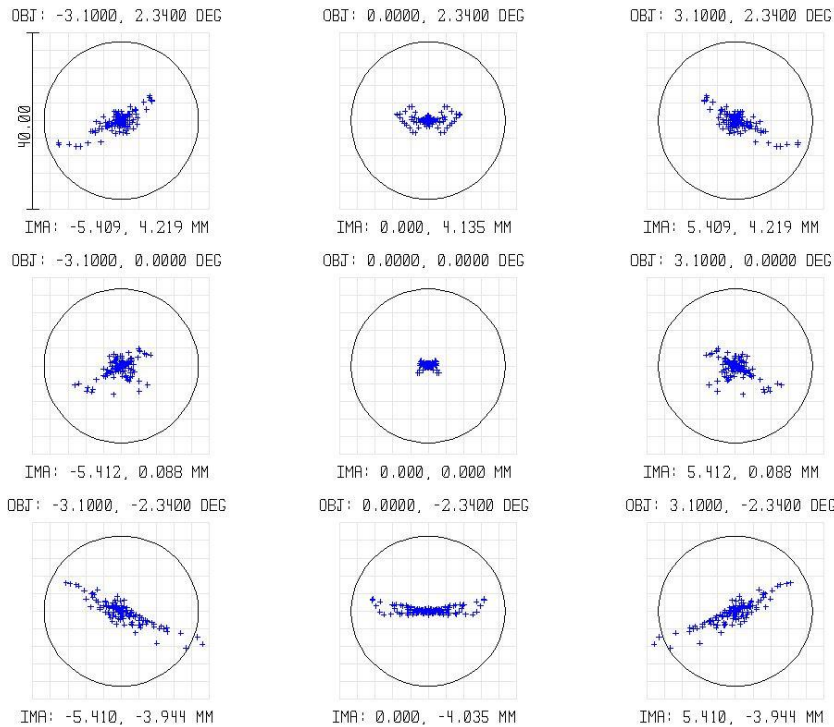 OBJ: -3.1000, 2.3400 DEG
OBJ: 0.0000, 2.3400 DEG
OBJ: 3.1000, 2.3400 DEG
40.00
IMA: -5.409, 4.219 MM
IMA: 0.000, 4.135 MM
IMA: 5.409, 4.219 MM
OBJ: -3.1000, 0.0000 DEG
OBJ: 0.0000, 0.0000 DEG
OBJ: 3.1000, 0.0000 DEG
IMA: -5.412, 0.088 MM
IMA: 0.000, 0.000 MM
IMA: 5.412, 0.088 MM
OBJ: -3.1000, -2.3400 DEG
OBJ: 0.0000, -2.3400 DEG
OBJ: 3.1000, -2.3400 DEG
IMA: -5.410, -3.944 MM
IMA: 0.000, -4.035 MM
IMA: 5.410, -3.944 MM